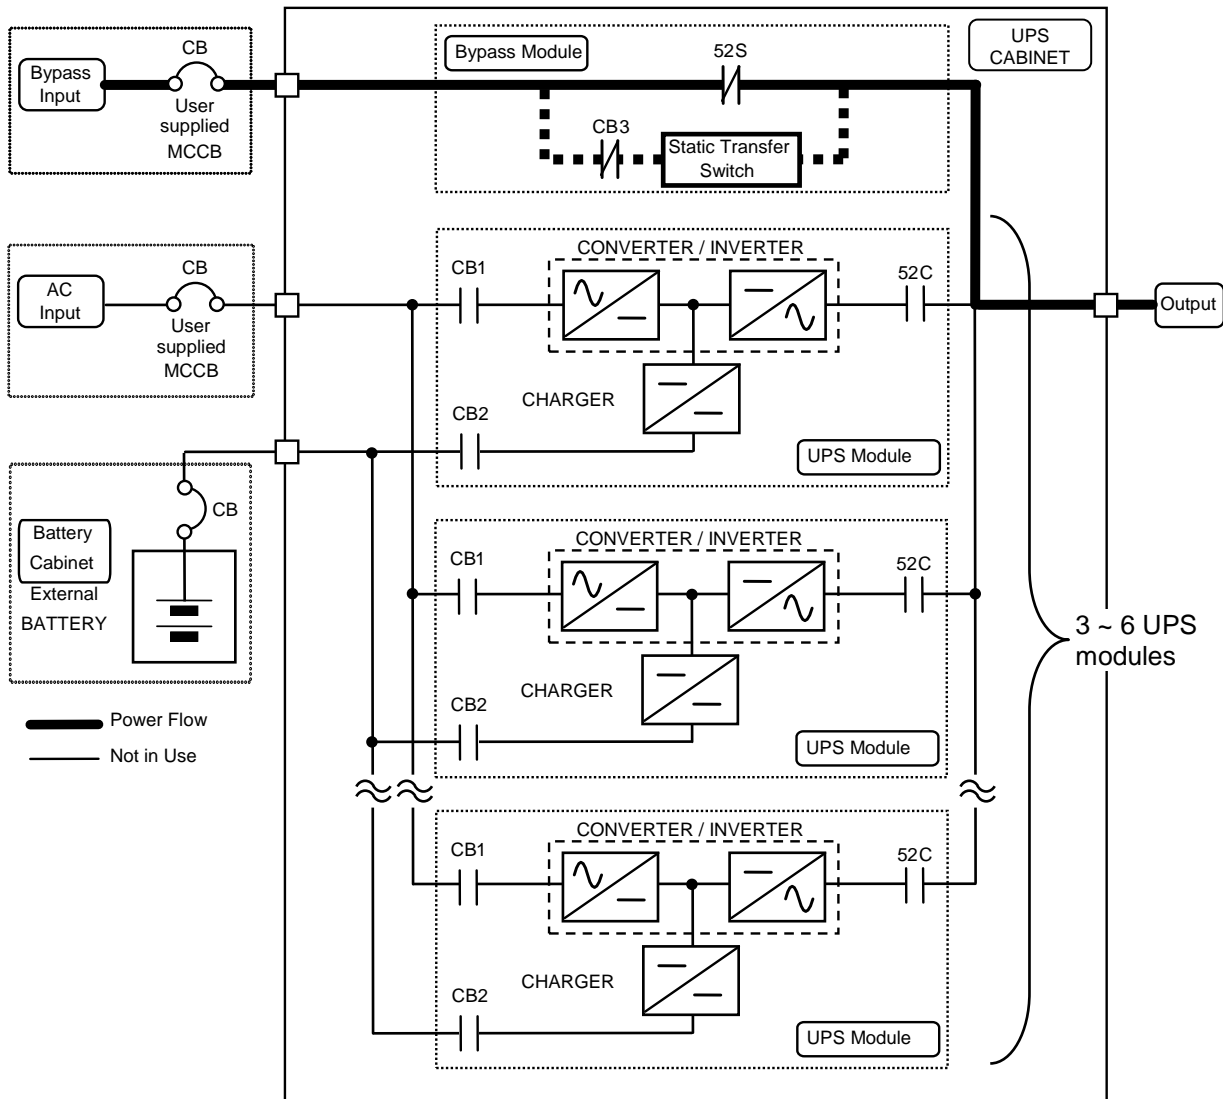 UPS
CABINET
Bypass Module
52S
CB
Bypass
Input
User
supplied
MCCB
CB3
Static Transfer
Switch
CONVERTER / INVERTER
CB
CB1
52C
AC
Input
User
supplied
MCCB
Output
CHARGER
CB2
UPS Module
CB
Battery
Cabinet
External
BATTERY
CONVERTER / INVERTER
CB1
52C
3 ~ 6 UPS
modules
CHARGER
CB2
UPS Module
Power Flow
Not in Use
CONVERTER / INVERTER
CB1
52C
CHARGER
CB2
UPS Module